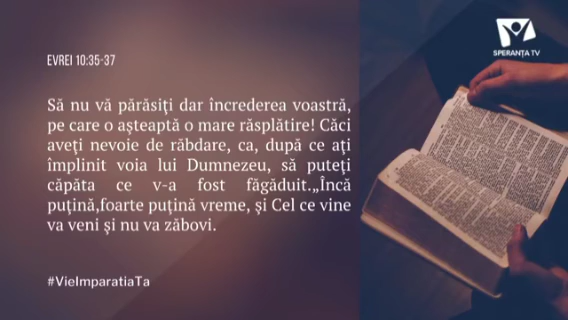 SPERANȚA TV
EVREI 10:35-37
Să nu vă părăsiţi dar încrederea voastră,
pe care o aşteaptă o mare răsplătire! Căci
aveţi nevoie de răbdare, ca, după ce aţi
împlinit voia lui Dumnezeu, să puteţi
căpăta ce v-a fost făgăduit.„Încă
puţină,foarte puţină vreme, şi Cel ce vine
va veni şi nu va zăbovi.
#VieImparatiaTa